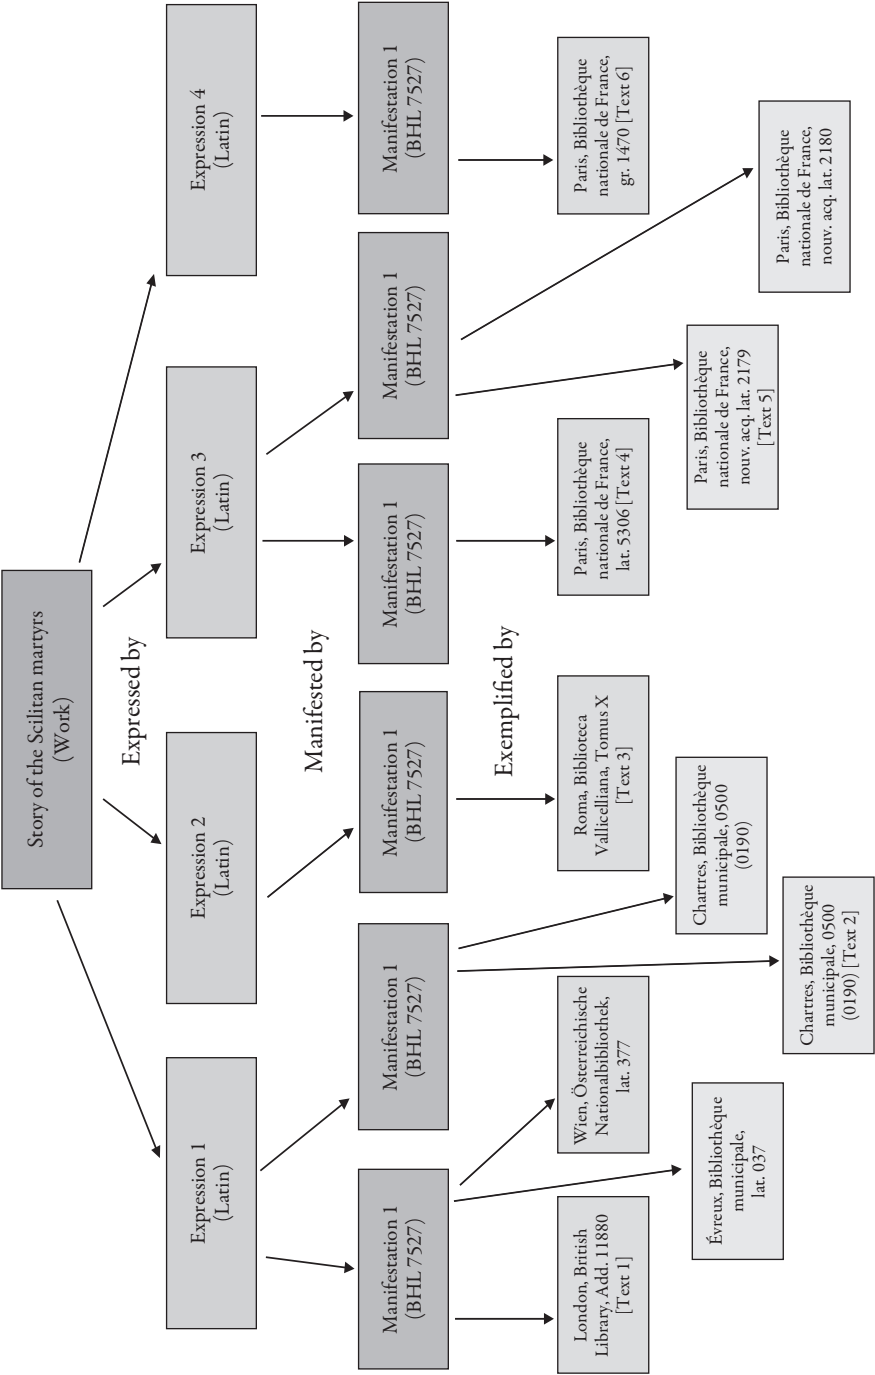 Story of the Scilitan martyrs
(Work)
Expressed by
Expression 1
(Latin)
Expression 2
(Latin)
Expression 3
(Latin)
Expression 4
(Latin)
Manifested by
Manifestation 1
(BHL 7527)
Manifestation 1
(BHL 7527)
Manifestation 1
(BHL 7527)
Manifestation 1
(BHL 7527)
Manifestation 1
(BHL 7527)
Manifestation 1
(BHL 7527)
Exemplified by
London, British
Library, Add. 11880
[Text 1]
Évreux, Bibliothèque
municipale,
lat. 037
Wien, Österreichische
Nationalbibliothek,
lat. 377
Chartres, Bibliothèque
municipale, 0500
(0190) [Text 2]
Chartres, Bibliothèque
municipale, 0500
(0190)
Roma, Biblioteca
Vallicelliana, Tomus X
[Text 3]
Paris, Bibliothèque
nationale de France,
lat. 5306 [Text 4]
Paris, Bibliothèque
nationale de France,
nouv. acq. lat. 2179
[Text 5]
Paris, Bibliothèque
nationale de France,
nouv. acq. lat. 2180
Paris, Bibliothèque
nationale de France,
gr. 1470 [Text 6]